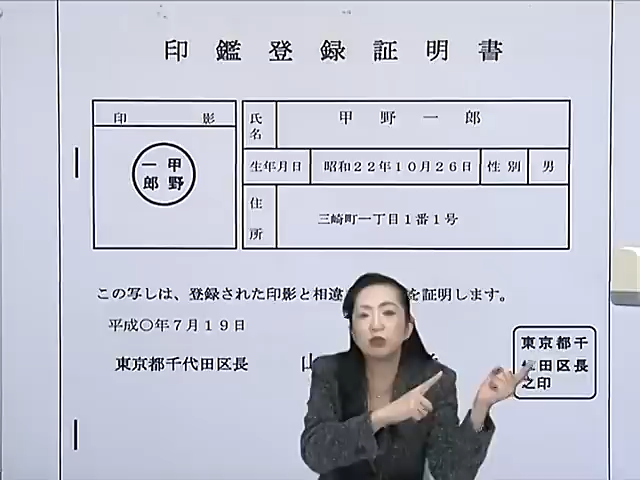 印鑑登録証明書
印影
甲野
一郎
氏名
甲野一郎
生年月日
昭和22年10月26日
性別
男
住所
三崎町一丁目1番1号
この写しは、登録された印影と相違
を証明します。
平成〇年7月19日
東京都千代田区長
山
東京都千
田区長
之印